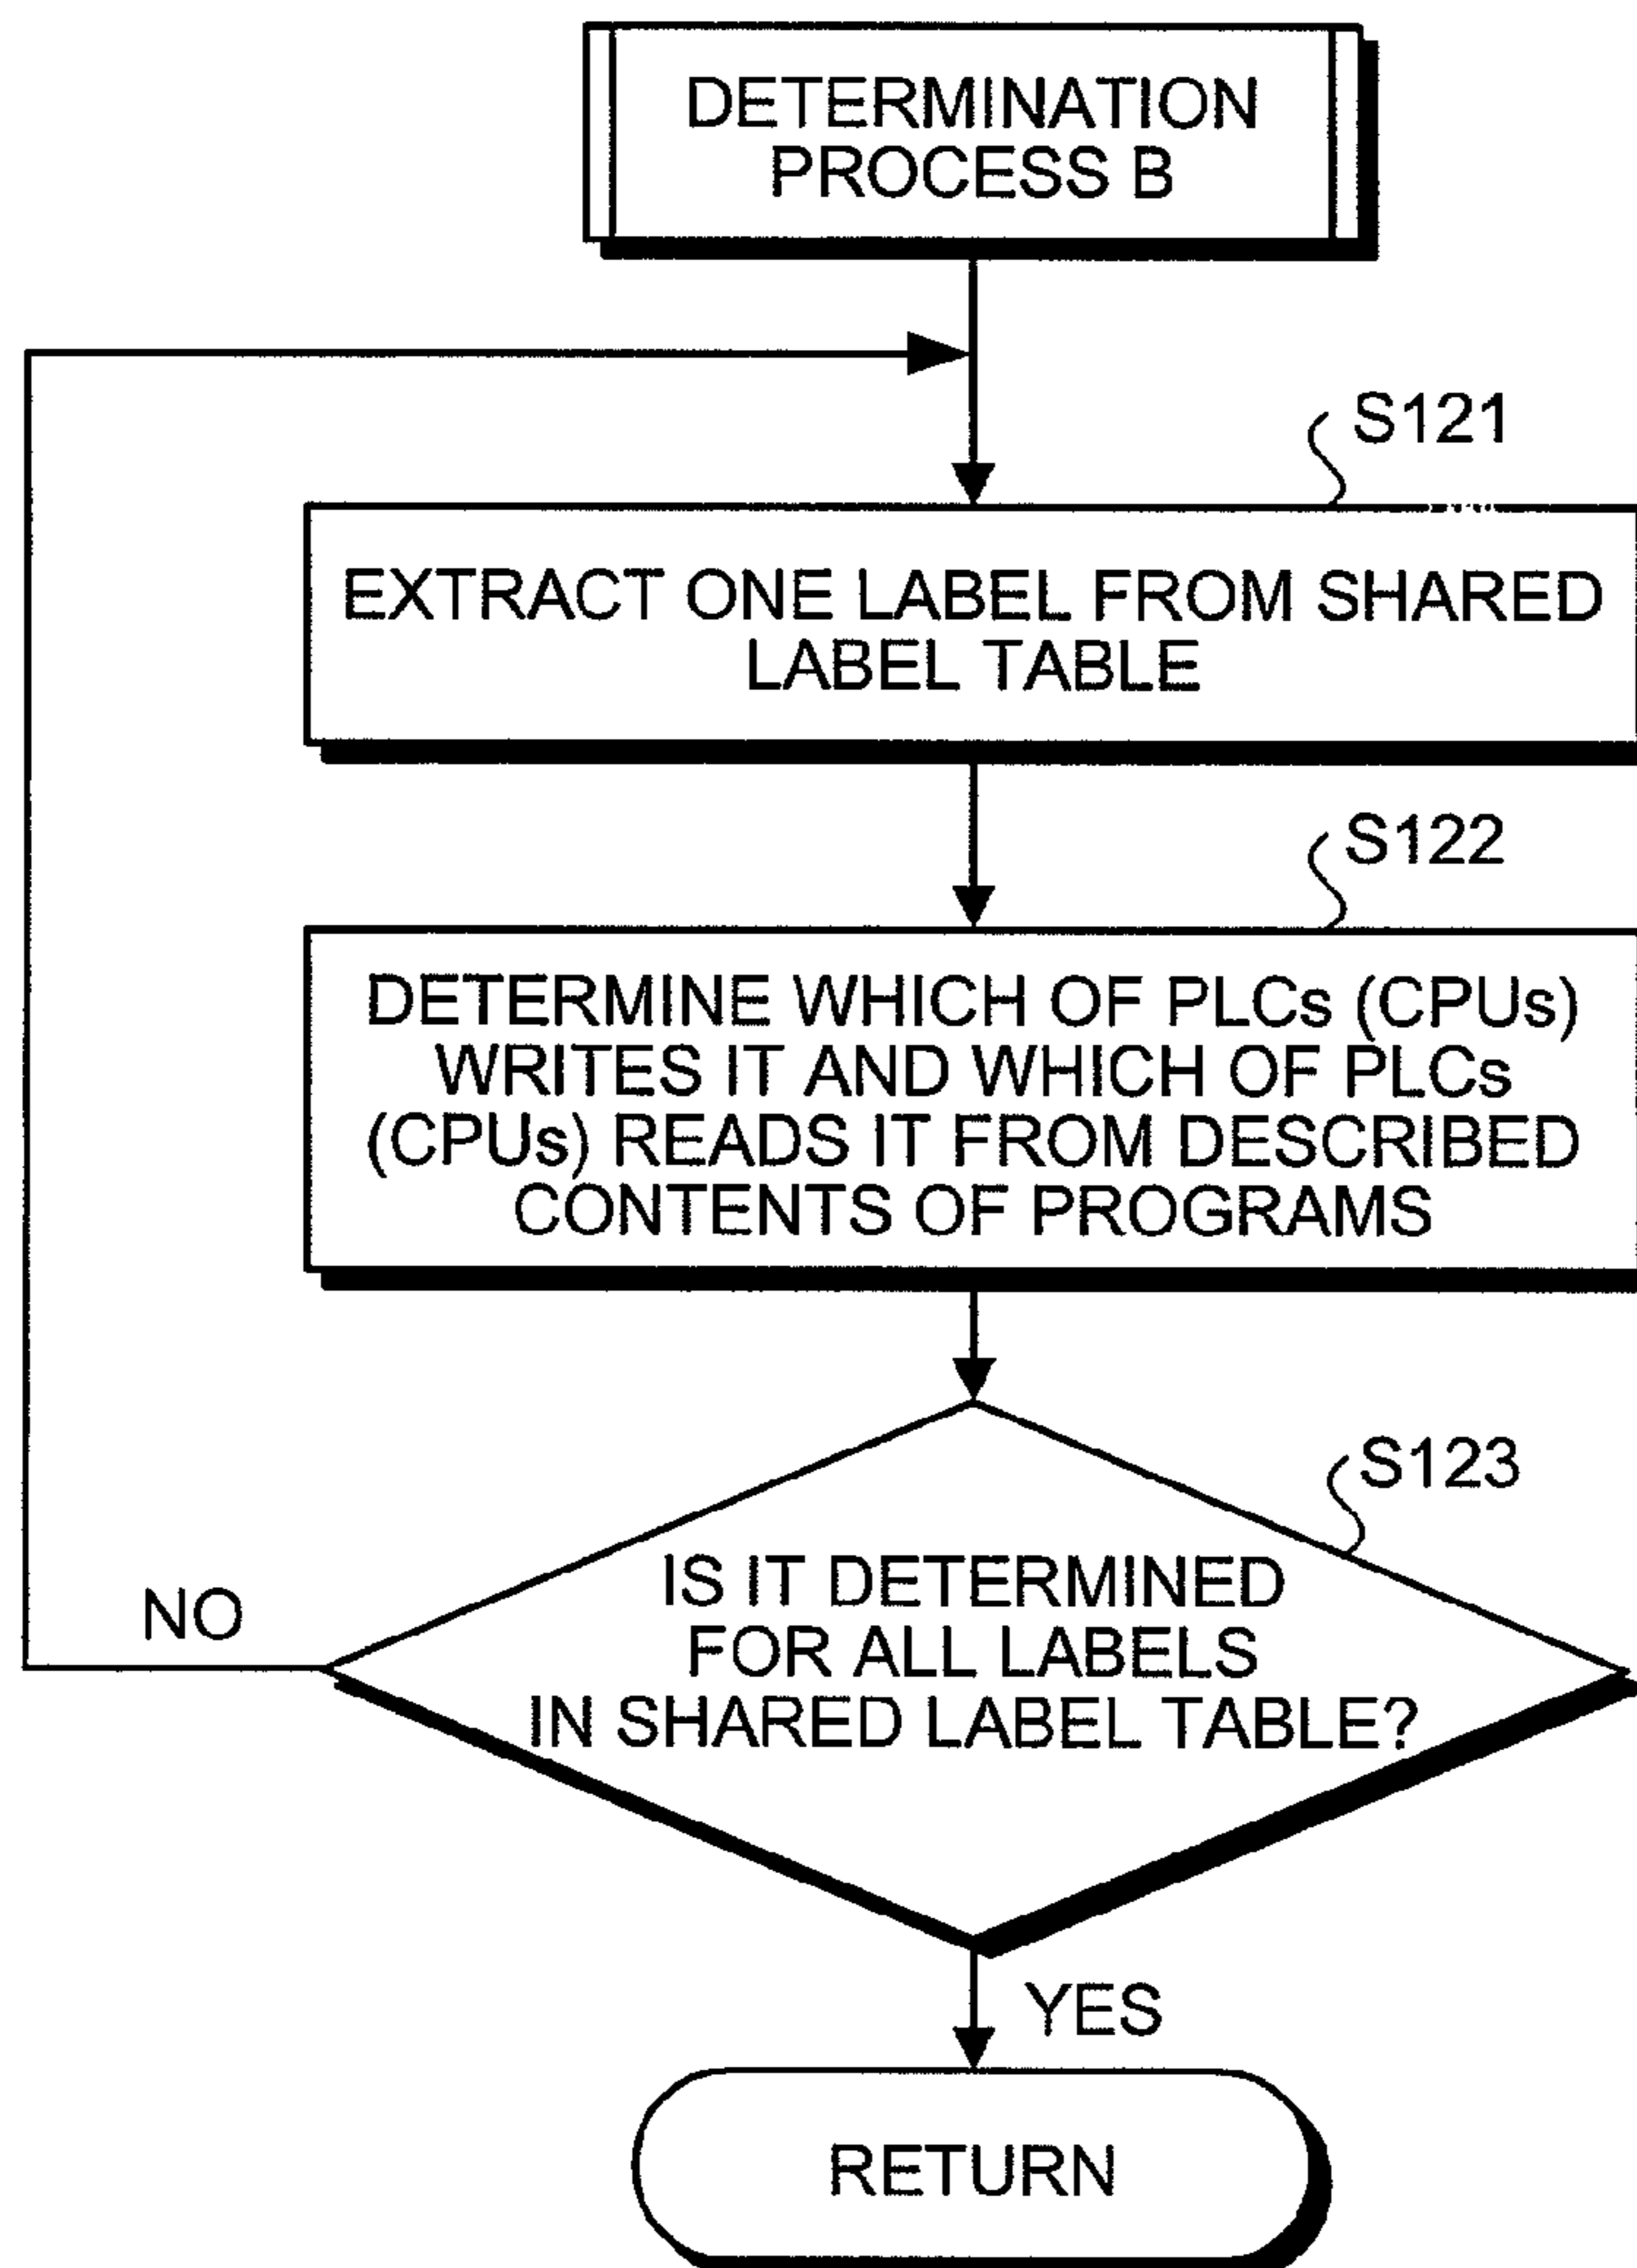 DETERMINATION
PROCESS B
S121
EXTRACT ONE LABEL FROM SHARED
LABEL TABLE
S122
DETERMINE WHICH OF PLCs (CPUs)
WRITES IT AND WHICH OF PLCs
(CPUs) READS IT FROM DESCRIBED
CONTENTS OF PROGRAMS
S123
IS IT DETERMINED
FOR ALL LABELS
IN SHARED LABEL TABLE?
NO
YES
RETURN